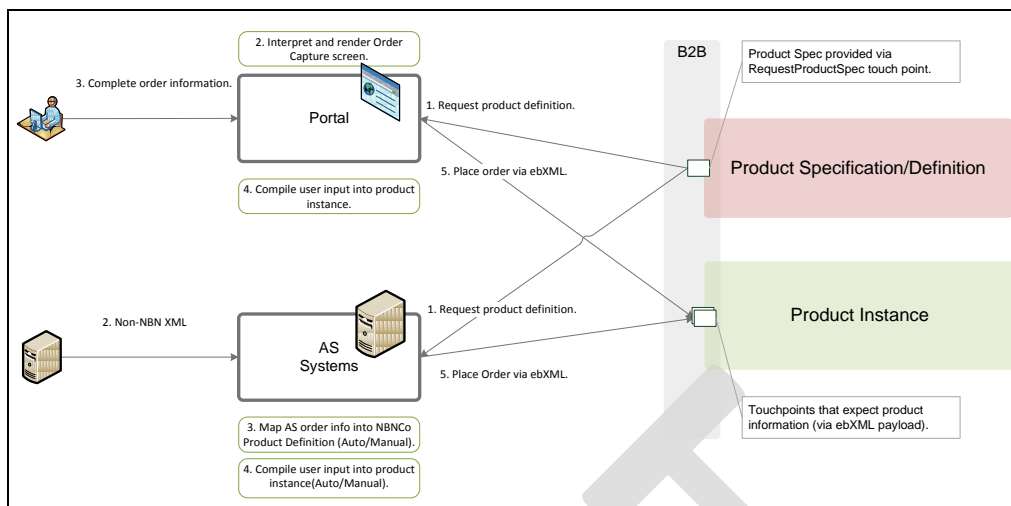 2. Interpret and render Order
Capture screen.
B2B
Product Spec provided via
RequestProductSpec touch point.
3. Complete order information.
Portal
1. Request product definition.
Product Specification/Definition
5. Place order via ebXML.
4. Compile user input into product
instance.
2. Non-NBN XML
1. Request product definition.
Product Instance
AS
Systems
5. Place Order via ebXML.
Touchpoints that expect product
information (via ebXML payload).
3. Map AS order info into NBNCo
Product Definition (Auto/Manual).
4. Compile user input into product
instance(Auto/Manual).